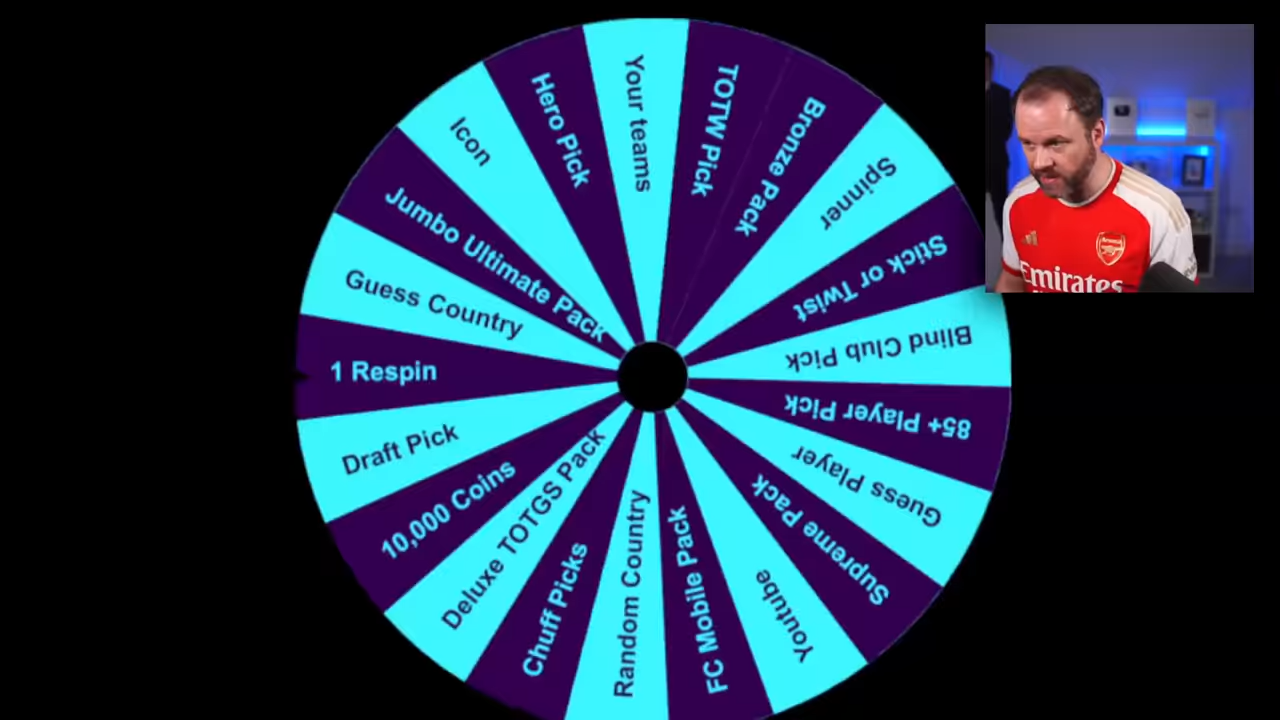 Your teams
TOTW Pick
Bronze Pack
Spinner
Stick or Twist
Blind Club Pick
85+ Player Pick
Guess Player
Supreme Pack
Youtube
FC Mobile Pack
Random Country
Chuff Picks
Deluxe TOTGS Pack
10,000 Coins
Draft Pick
1 Respin
Guess Country
Jumbo Ultimate Pack
Icon
Hero Pick
Arsenal
Emirates